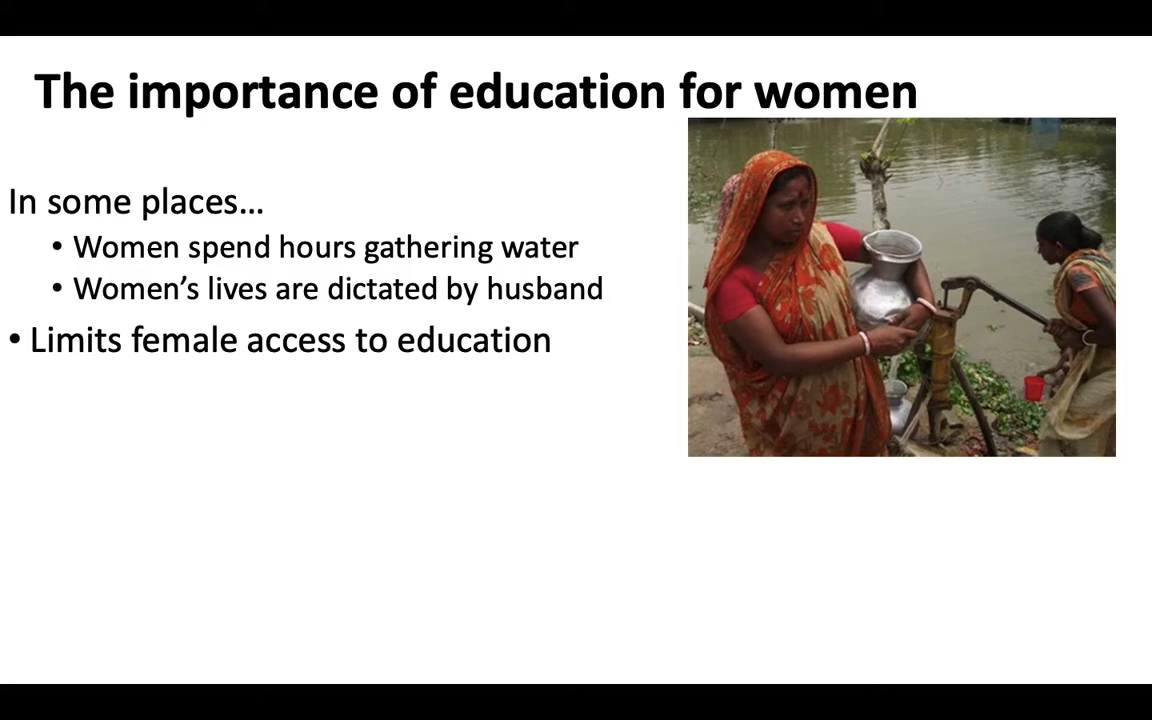 The importance of education for women
In some places…
• Women spend hours gathering water
• Women’s lives are dictated by husband
• Limits female access to education